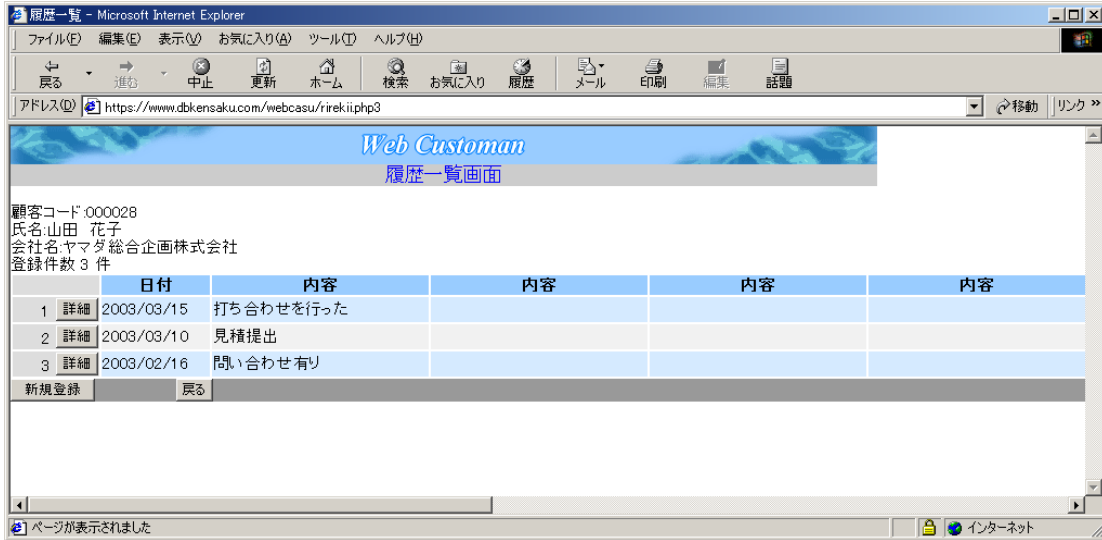 履歴一覧 - Microsoft Internet Explorer
ファイル(F) 編集(E) 表示(V) お気に入り(A) ツール(T) ヘルプ(H)
戻る 進む 中止 更新 ホーム 検索 お気に入り 履歴 メール 印刷 編集 話題
アドレス(D) https://www.dbkensaku.com/webcasu/rirekii.php3 移動 リンク »
Web Customan
履歴一覧画面
顧客コード:000028
氏名:山田 花子
会社名:ヤマダ総合企画株式会社
登録件数 3 件
日付 内容 内容 内容 内容
1 詳細 2003/03/15 打ち合わせを行った
2 詳細 2003/03/10 見積提出
3 詳細 2003/02/16 問い合わせ有り
新規登録 戻る
ページが表示されました インターネット